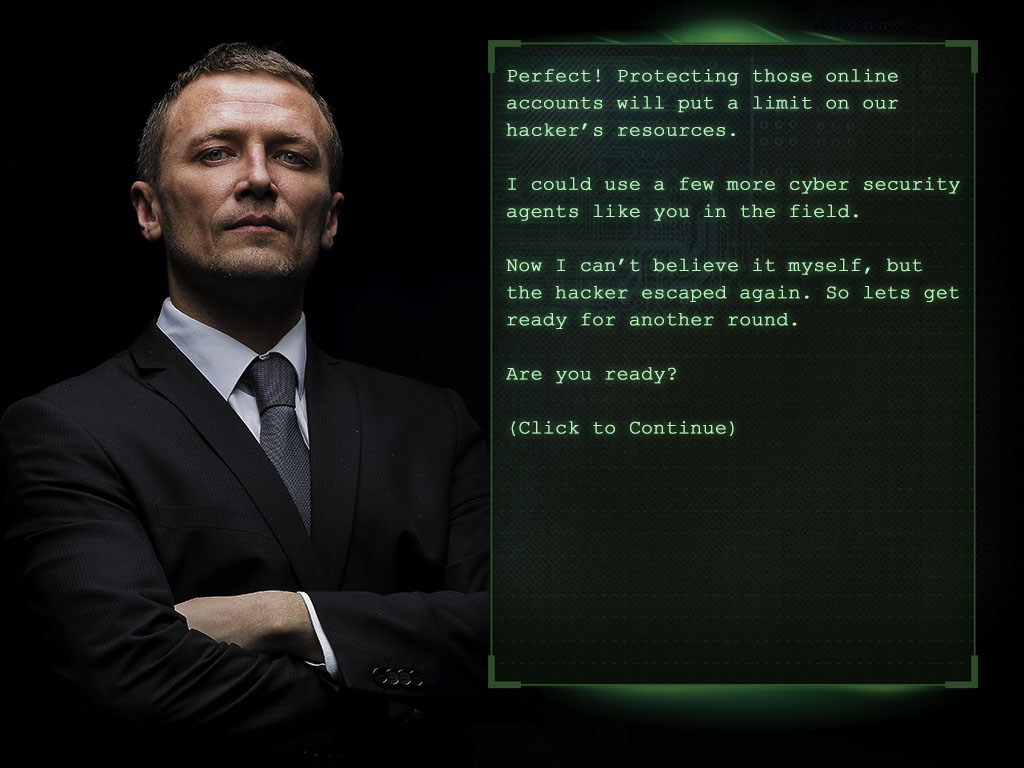 Perfect! Protecting those online
accounts will put a limit on our
hacker’s resources.
I could use a few more cyber security
agents like you in the field.
Now I can’t believe it myself, but
the hacker escaped again. So lets get
ready for another round.
Are you ready?
(Click to Continue)